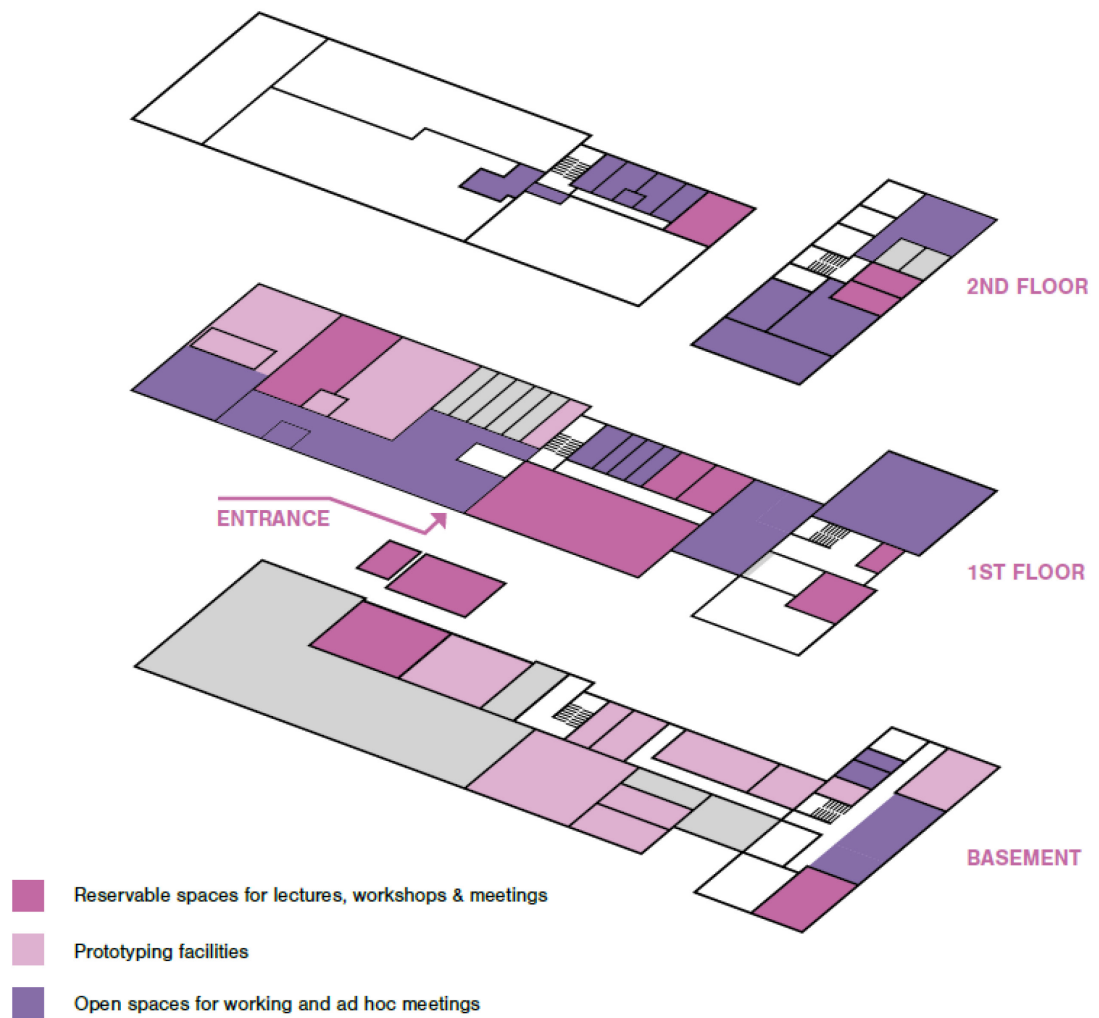 2ND FLOOR
ENTRANCE
1ST FLOOR
BASEMENT
Reservable spaces for lectures, workshops & meetings
Prototyping facilities
Open spaces for working and ad hoc meetings